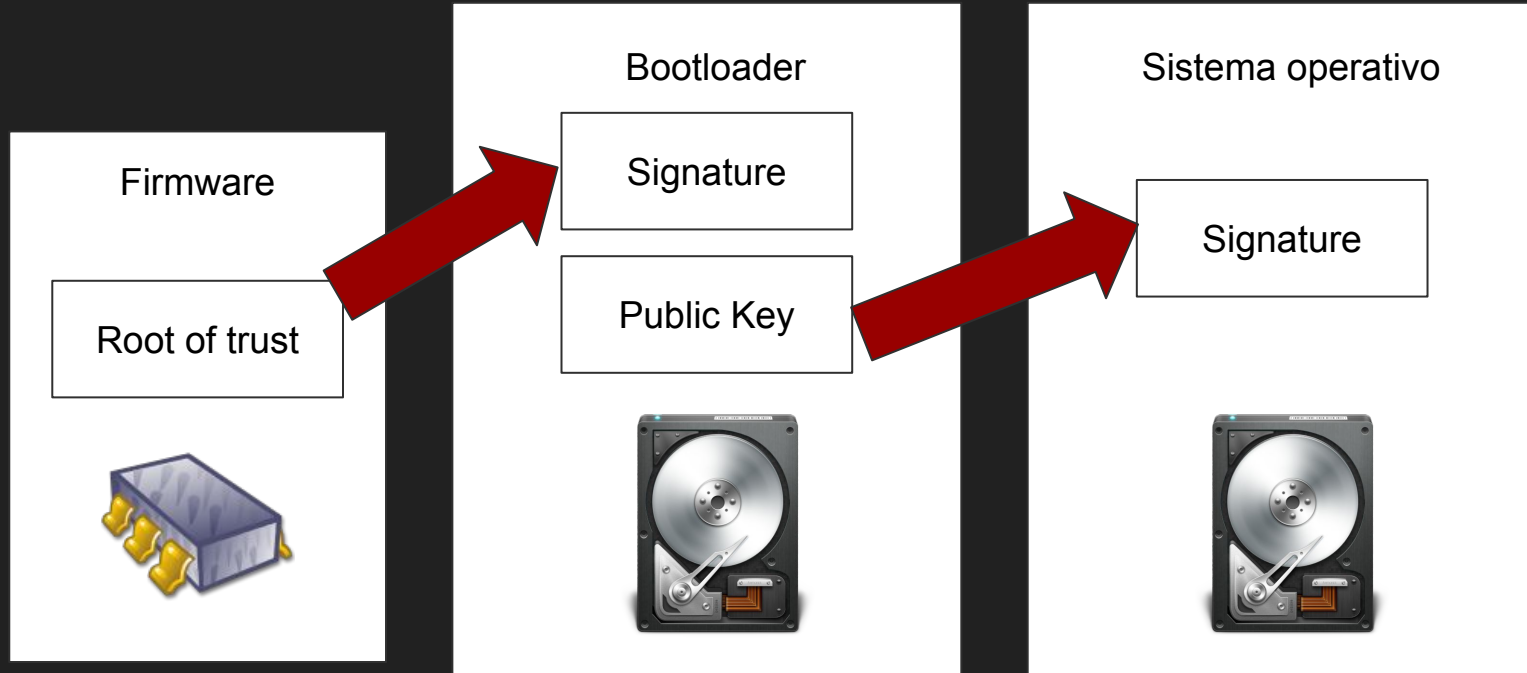 Firmware
Root of trust
Bootloader
Signature
Public Key
Sistema operativo
Signature